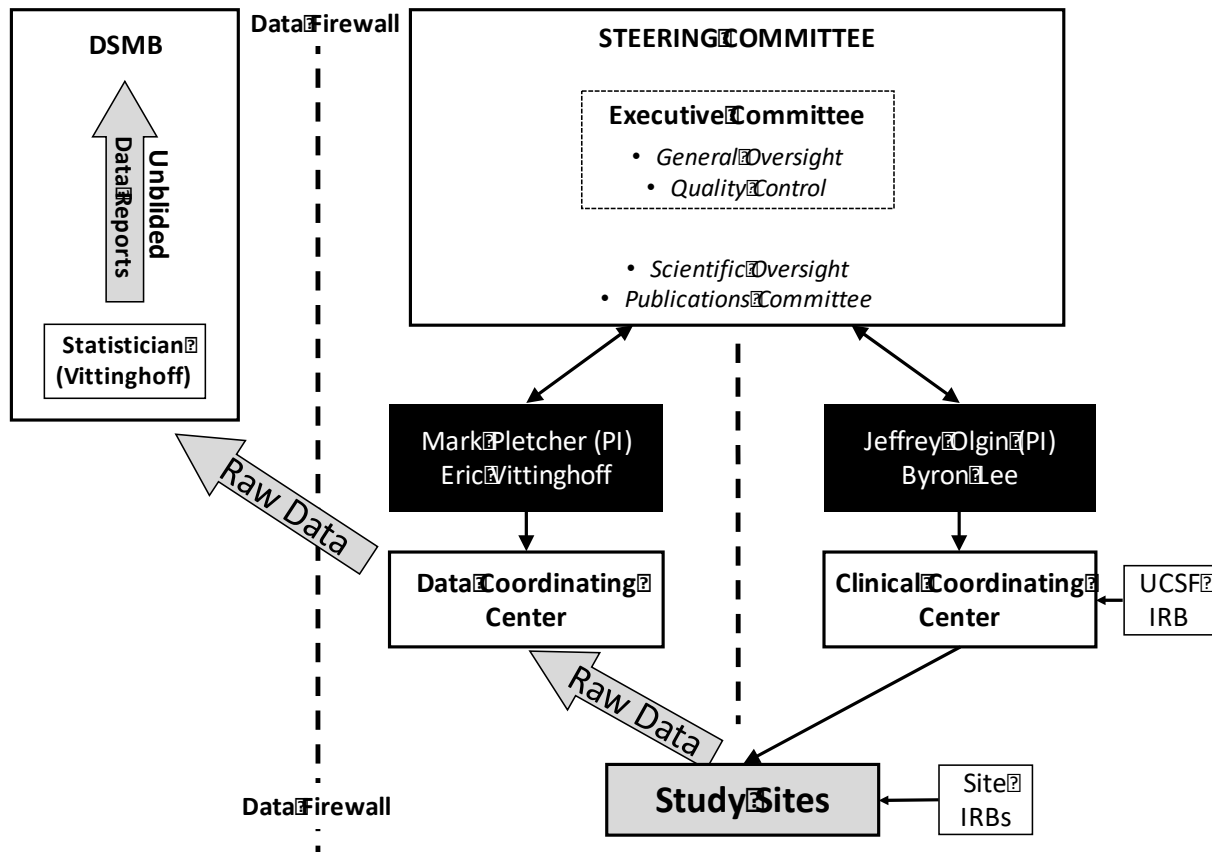 DSMB
Unblided
Data Reports
Statistician
(Vittinghoff)
Data Firewall
STEERING COMMITTEE
Executive Committee
• General Oversight
• Quality Control
• Scientific Oversight
• Publications Committee
Mark Pletcher (PI)
Eric Vittinghoff
Jeffrey Olgin (PI)
Byron Lee
Raw Data
Data Coordinating
Center
Clinical Coordinating
Center
UCSF
IRB
Raw Data
Study Sites
Site
IRBs
Data Firewall